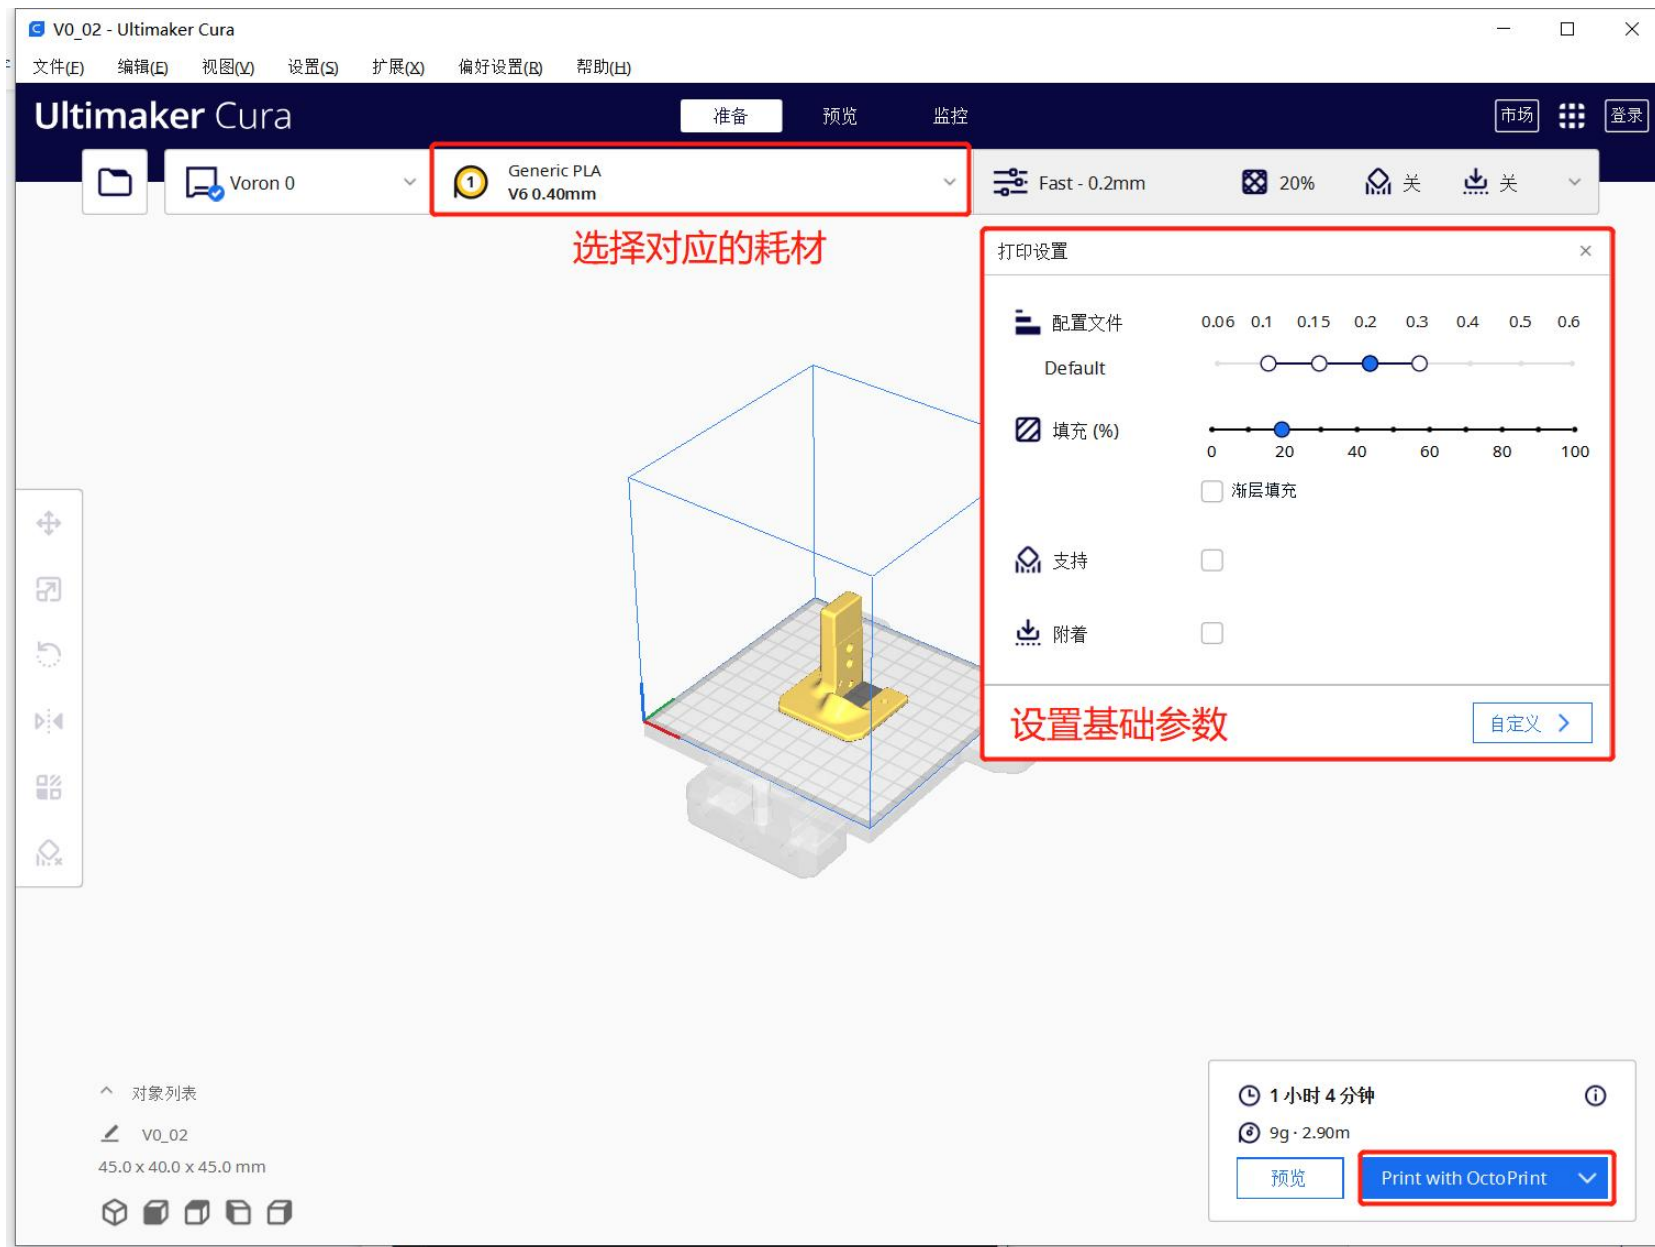 V0_02 - Ultimaker Cura
文件(F) 编辑(E) 视图(V) 设置(S) 扩展(X) 偏好设置(R) 帮助(H)
Ultimaker Cura 准备 预览 监控 市场 登录
Voron 0
1
Generic PLA
V6 0.40mm
Fast - 0.2mm 20% 关 关
选择对应的耗材
打印设置
配置文件 0.06 0.1 0.15 0.2 0.3 0.4 0.5 0.6
Default
填充 (%)
0 20 40 60 80 100
渐层填充
支持
附着
设置基础参数
自定义
对象列表
V0_02
45.0 x 40.0 x 45.0 mm
1 小时 4 分钟
9g · 2.90m
预览
Print with OctoPrint